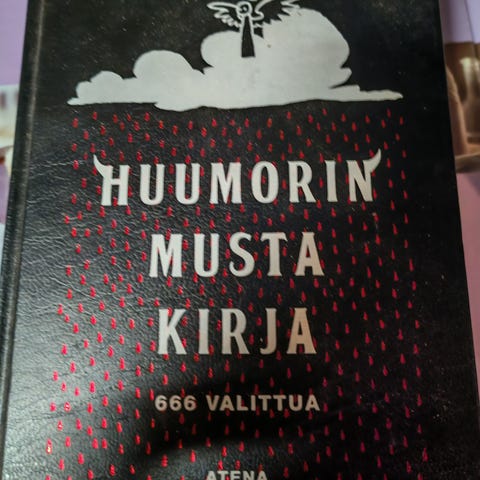 HUUMORIN
MUSTA
KIRJA
666 VALITTUA
ATENA